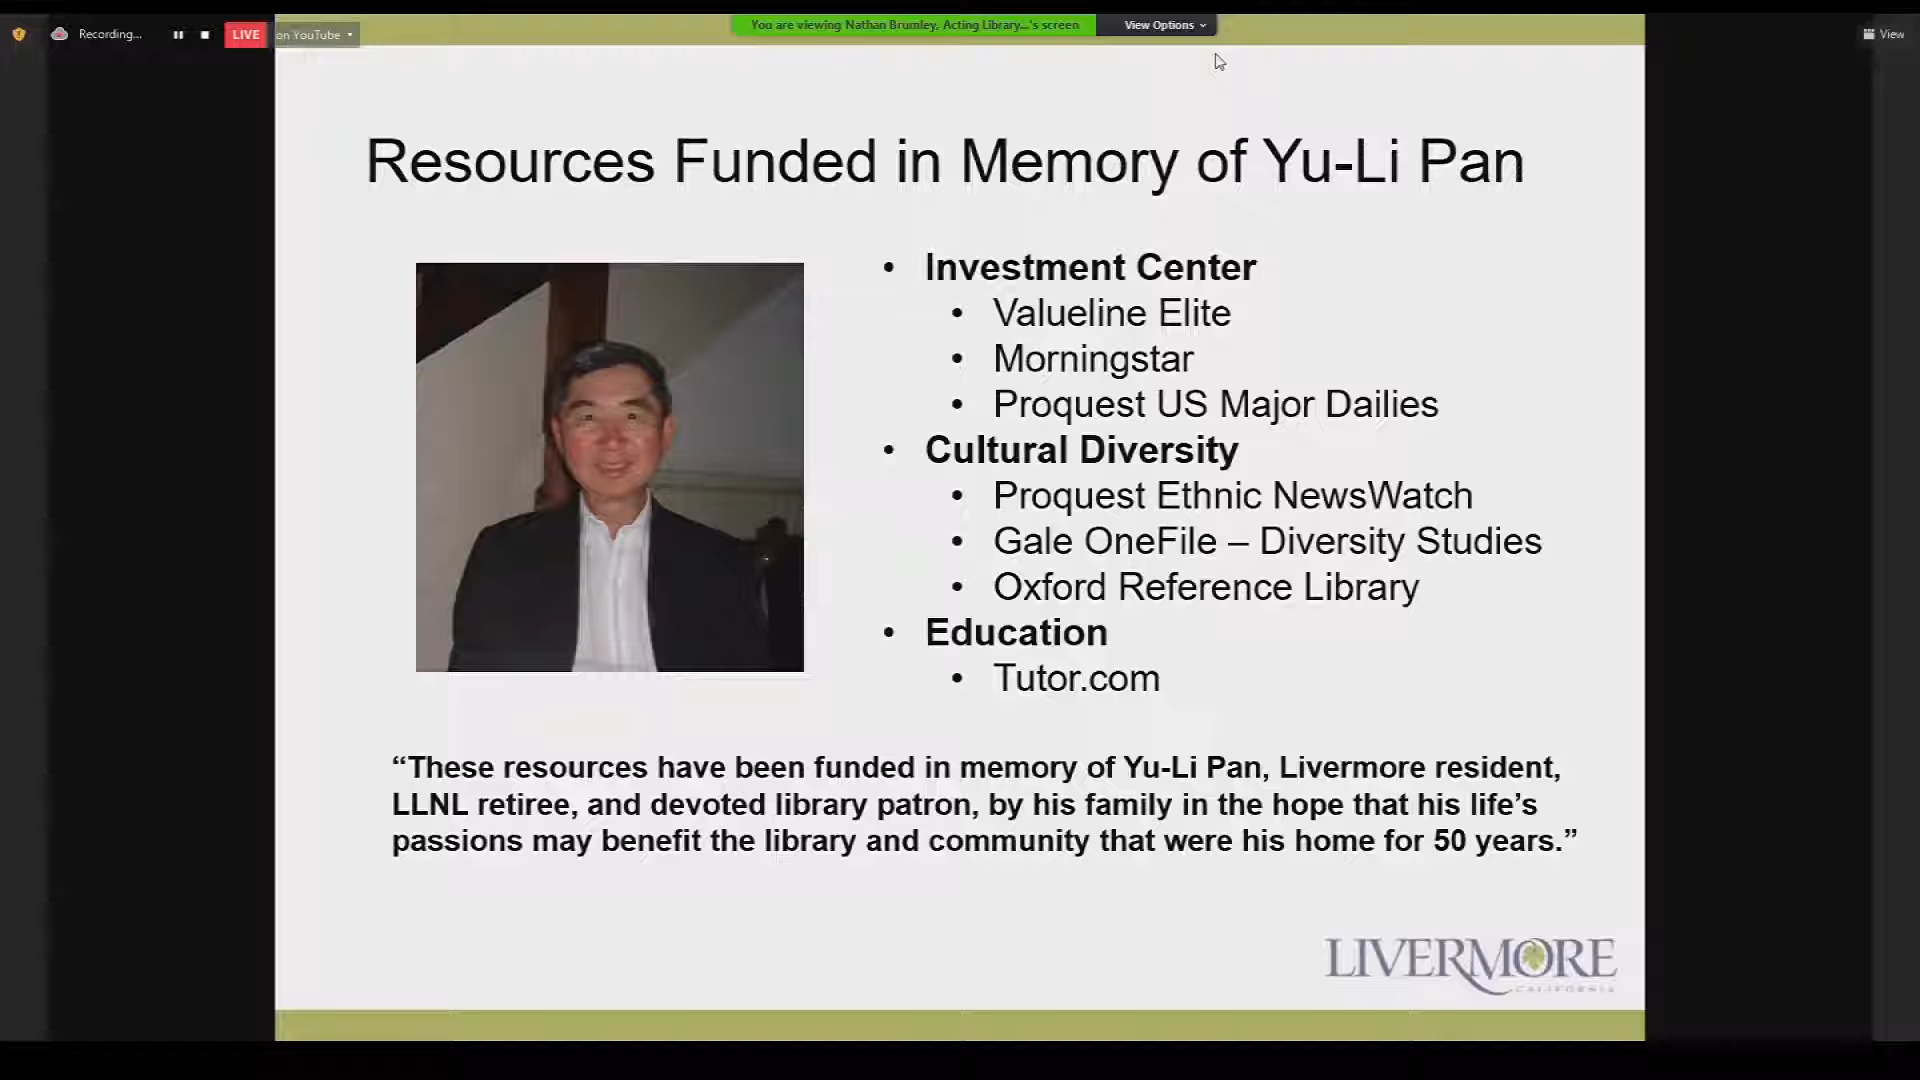 You are viewing Nathan Brumley, Acting Library...'s screen
View Options
Recording...
LIVE
on YouTube
View
Resources Funded in Memory of Yu-Li Pan
• Investment Center
• Valueline Elite
• Morningstar
• Proquest US Major Dailies
• Cultural Diversity
• Proquest Ethnic NewsWatch
• Gale OneFile – Diversity Studies
• Oxford Reference Library
• Education
• Tutor.com
“These resources have been funded in memory of Yu-Li Pan, Livermore resident,
LLNL retiree, and devoted library patron, by his family in the hope that his life’s
passions may benefit the library and community that were his home for 50 years.”
LIVERMORE
CALIFORNIA